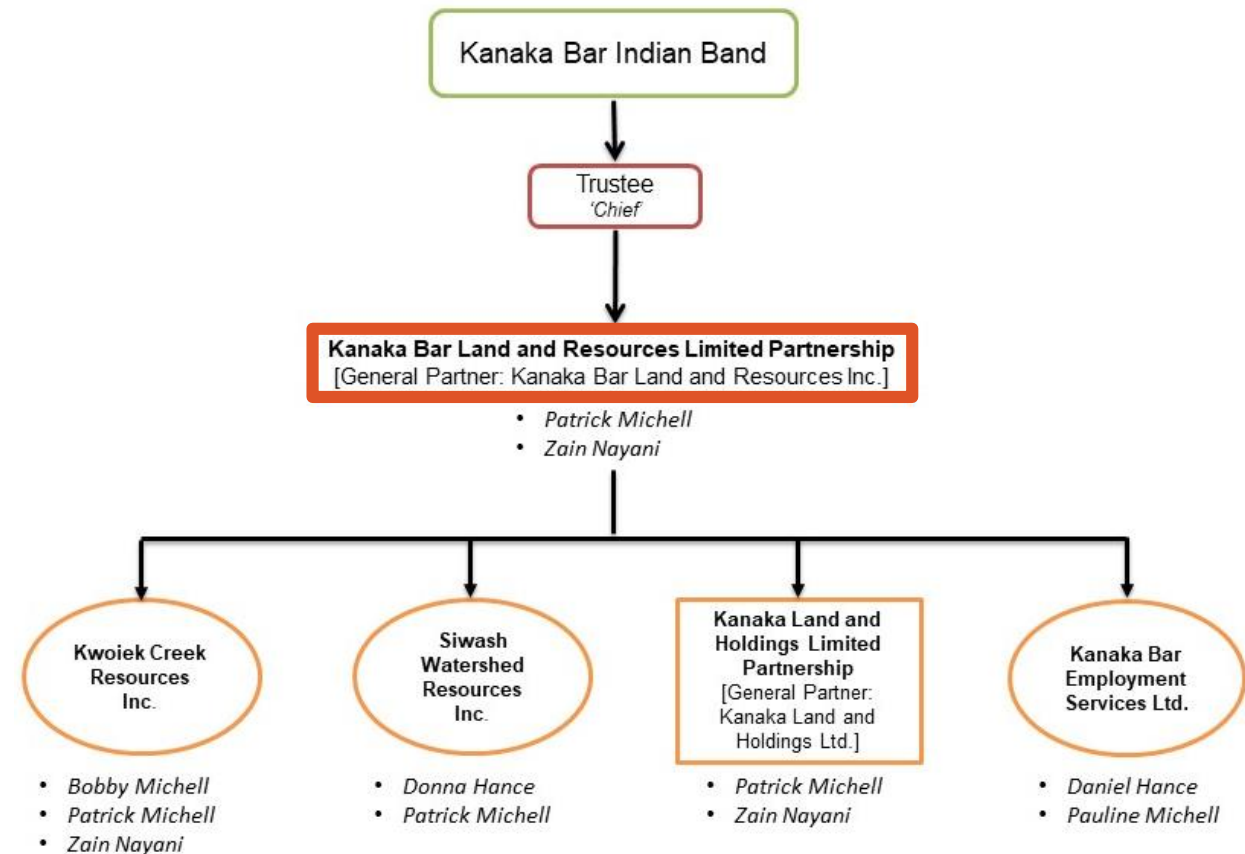 Kanaka Bar Indian Band
Trustee
'Chief'
Kanaka Bar Land and Resources Limited Partnership
[General Partner: Kanaka Bar Land and Resources Inc.]
• Patrick Michell
• Zain Nayani
Kwoiek Creek
Resources
Inc.
• Bobby Michell
• Patrick Michell
• Zain Nayani
Siwash
Watershed
Resources
Inc.
• Donna Hance
• Patrick Michell
Kanaka Land and
Holdings Limited
Partnership
[General Partner:
Kanaka Land and
Holdings Ltd.]
• Patrick Michell
• Zain Nayani
Kanaka Bar
Employment
Services Ltd.
• Daniel Hance
• Pauline Michell